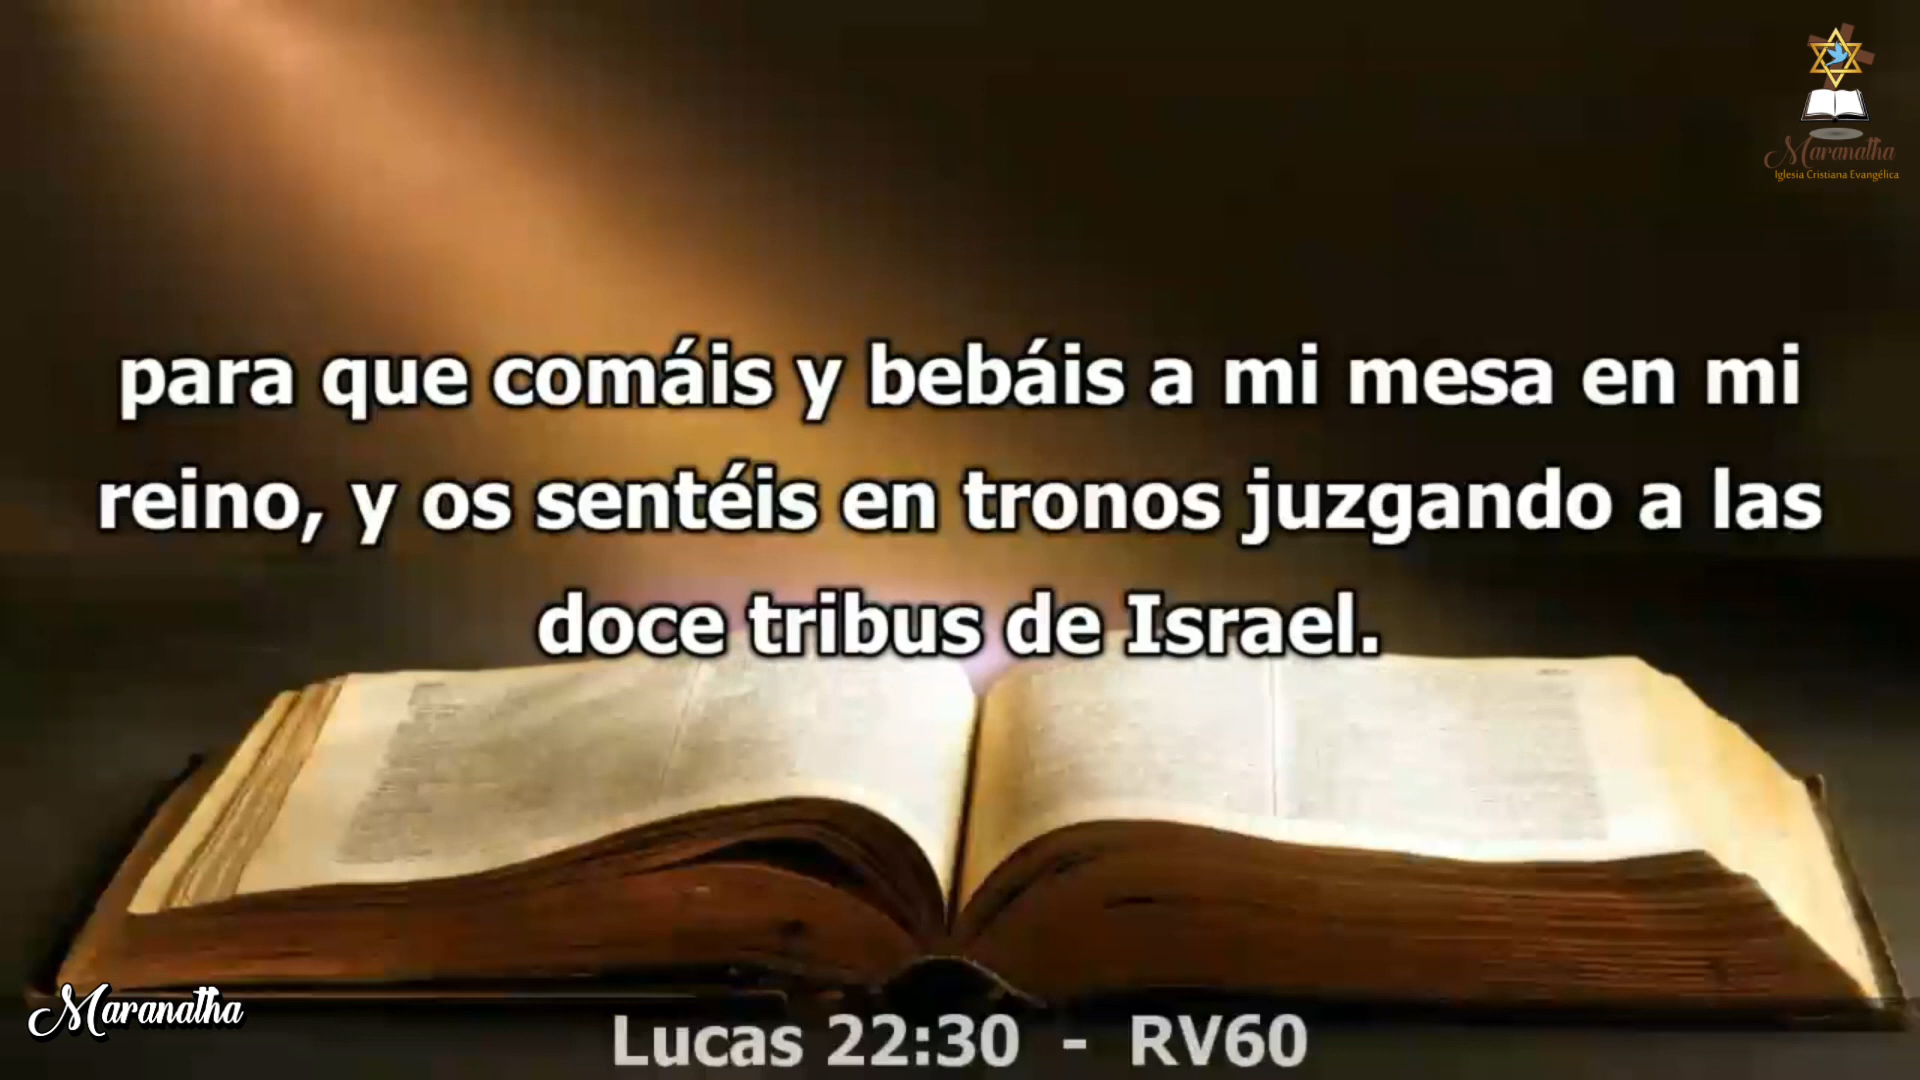 Maranatha
Iglesia Cristiana Evangélica
para que comáis y bebáis a mi mesa en mi
reino, y os sentéis en tronos juzgando a las
doce tribus de Israel.
Maranatha
Lucas 22:30 - RV60